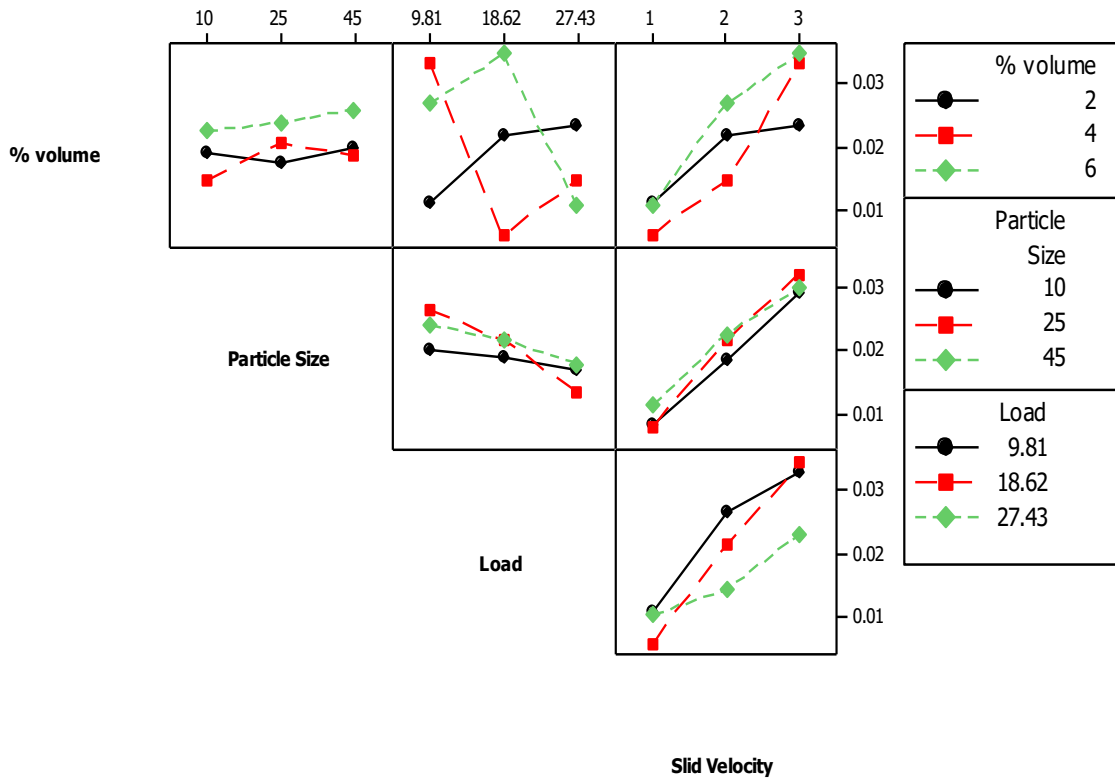 10 25 45 9.81 18.62 27.43 1 2 3
% volume
0.03
0.02
0.01
% volume
2
4
6
Particle Size
0.03
0.02
0.01
Particle
Size
10
25
45
Load
0.03
0.02
0.01
Load
9.81
18.62
27.43
Slid Velocity